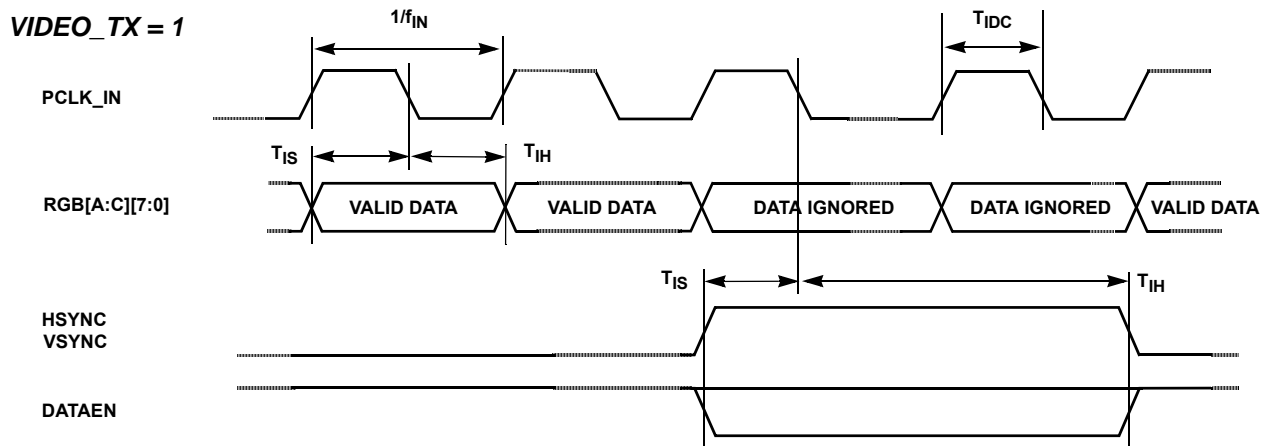 VIDEO_TX = 1
1/fIN
TIDC
PCLK_IN
TIS
TIH
RGB[A:C][7:0]
VALID DATA
VALID DATA
DATA IGNORED
DATA IGNORED
VALID DATA
TIS
TIH
HSYNC
VSYNC
DATAEN